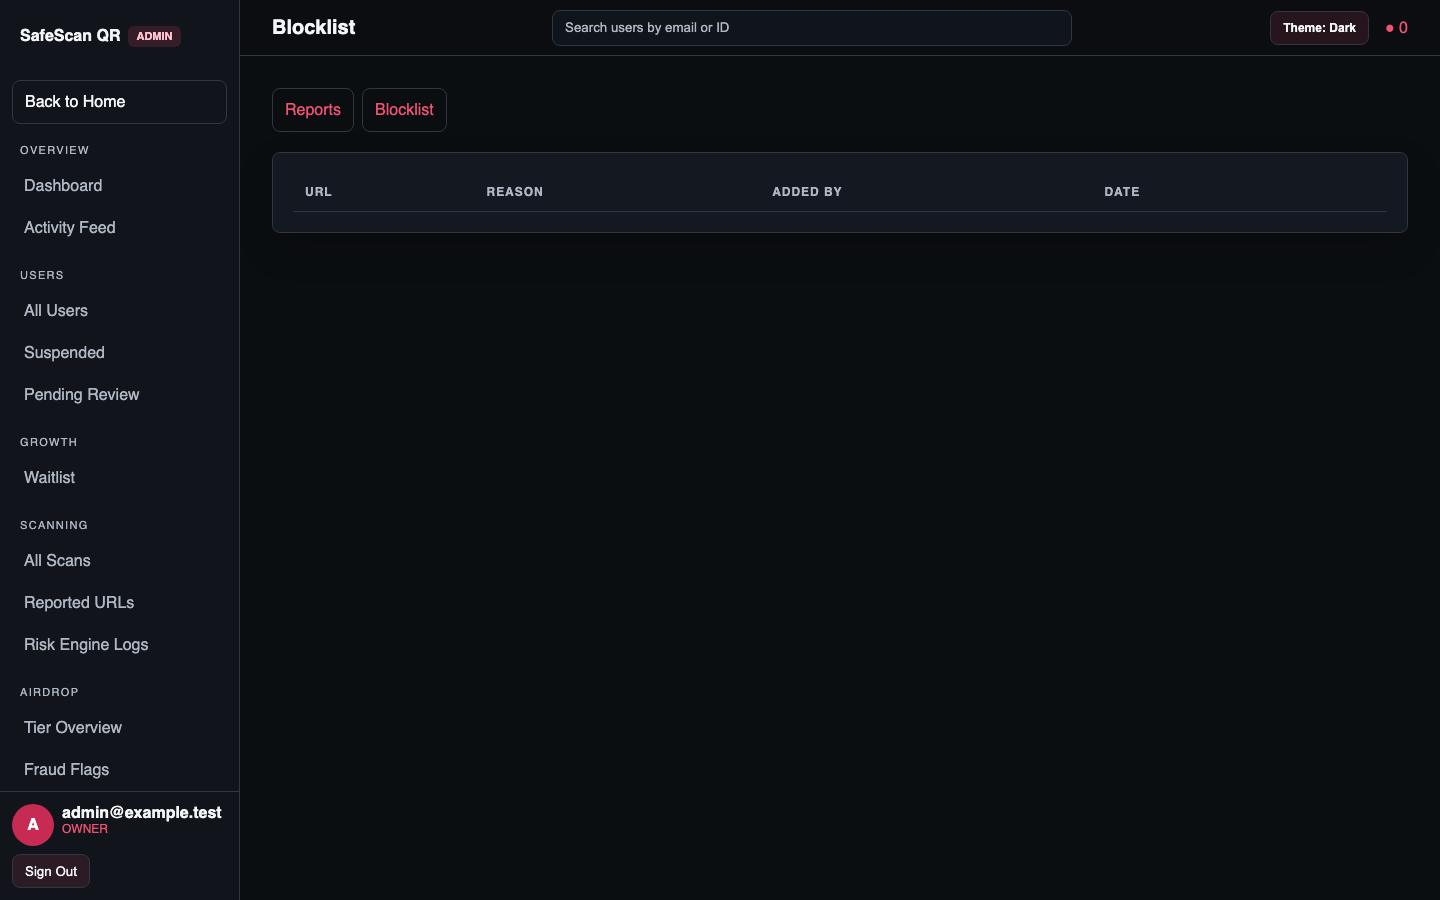 SafeScan QR ADMIN
Back to Home
OVERVIEW
Dashboard
Activity Feed
USERS
All Users
Suspended
Pending Review
GROWTH
Waitlist
SCANNING
All Scans
Reported URLs
Risk Engine Logs
AIRDROP
Tier Overview
Fraud Flags
A
admin@example.test
OWNER
Sign Out
Blocklist
Search users by email or ID
Theme: Dark
● 0
Reports Blocklist
URL REASON ADDED BY DATE